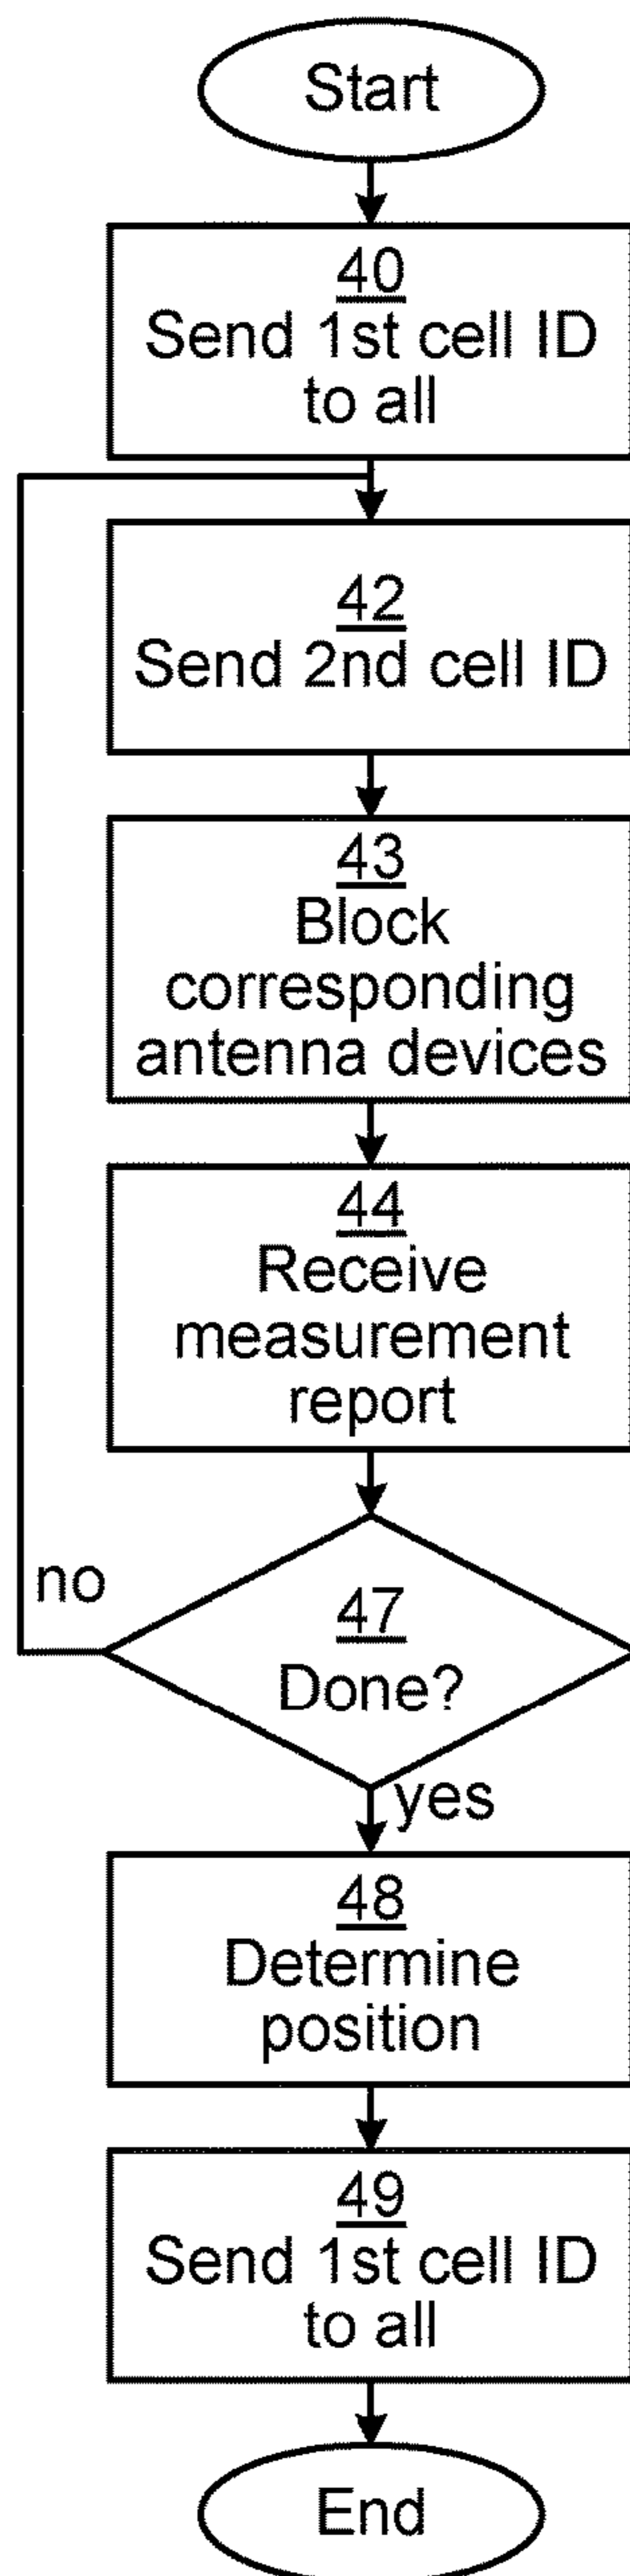 Start
40
Send 1st cell ID
to all
42
Send 2nd cell ID
43
Block
corresponding
antenna devices
44
Receive
measurement
report
no
47
Done?
yes
48
Determine
position
49
Send 1st cell ID
to all
End